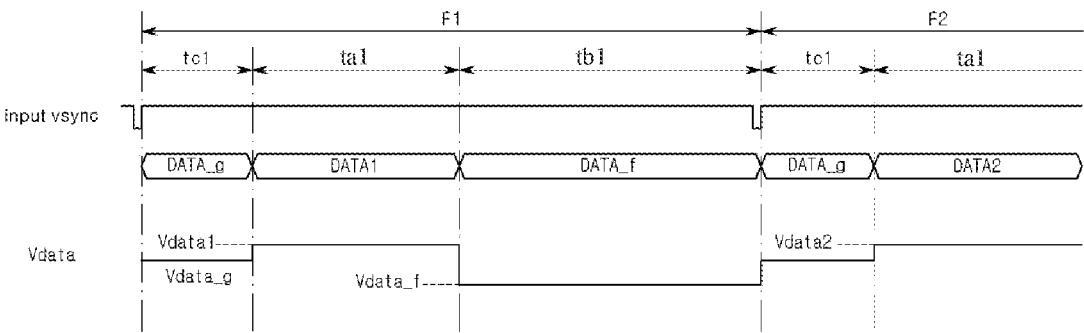 F1 F2
tc1 ta1 tb1 tc1 ta1
input vsync
DATA_g DATA1 DATA_f DATA_g DATA2
Vdata1 Vdata2
Vdata
Vdata_g Vdata_f